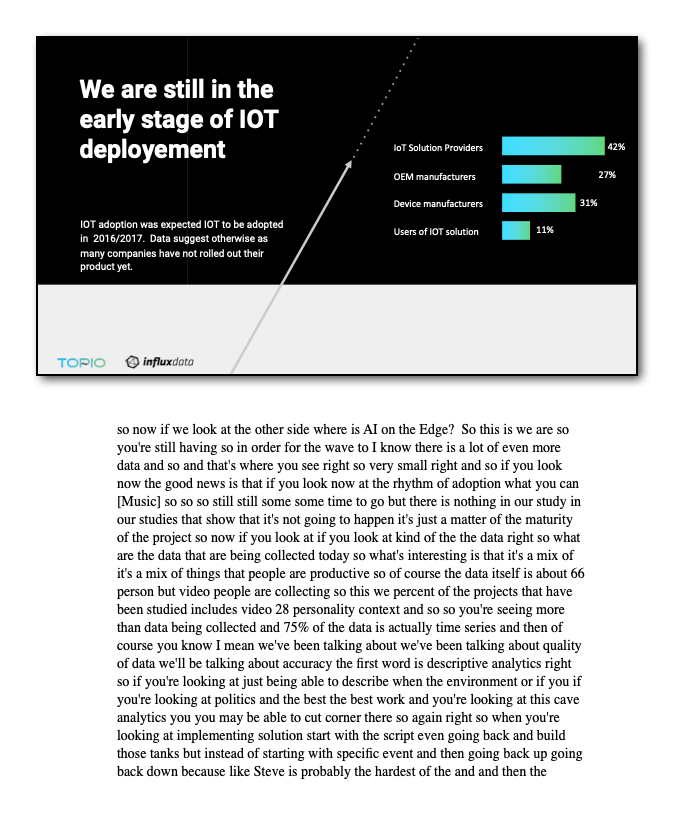 We are still in the
early stage of IOT
deployement
IOT adoption was expected IOT to be adopted
in 2016/2017. Data suggest otherwise as
many companies have not rolled out their
product yet.
IoT Solution Providers 42%
OEM manufacturers 27%
Device manufacturers 31%
Users of IOT solution 11%
TOPIO influxdata
so now if we look at the other side where is AI on the Edge? So this is we are so
you're still having so in order for the wave to I know there is a lot of even more
data and so and that's where you see right so very small right and so if you look
now the good news is that if you look now at the rhythm of adoption what you can
[Music] so so so still still some some time to go but there is nothing in our study in
our studies that show that it's not going to happen it's just a matter of the maturity
of the project so now if you look at if you look at kind of the the data right so what
are the data that are being collected today so what's interesting is that it's a mix of
it's a mix of things that people are productive so of course the data itself is about 66
person but video people are collecting so this we percent of the projects that have
been studied includes video 28 personality context and so so you're seeing more
than data being collected and 75% of the data is actually time series and then of
course you know I mean we've been talking about we've been talking about quality
of data we'll be talking about accuracy the first word is descriptive analytics right
so if you're looking at just being able to describe when the environment or if you if
you're looking at politics and the best the best work and you're looking at this cave
analytics you you may be able to cut corner there so again right so when you're
looking at implementing solution start with the script even going back and build
those tanks but instead of starting with specific event and then going back up going
back down because like Steve is probably the hardest of the and and then the